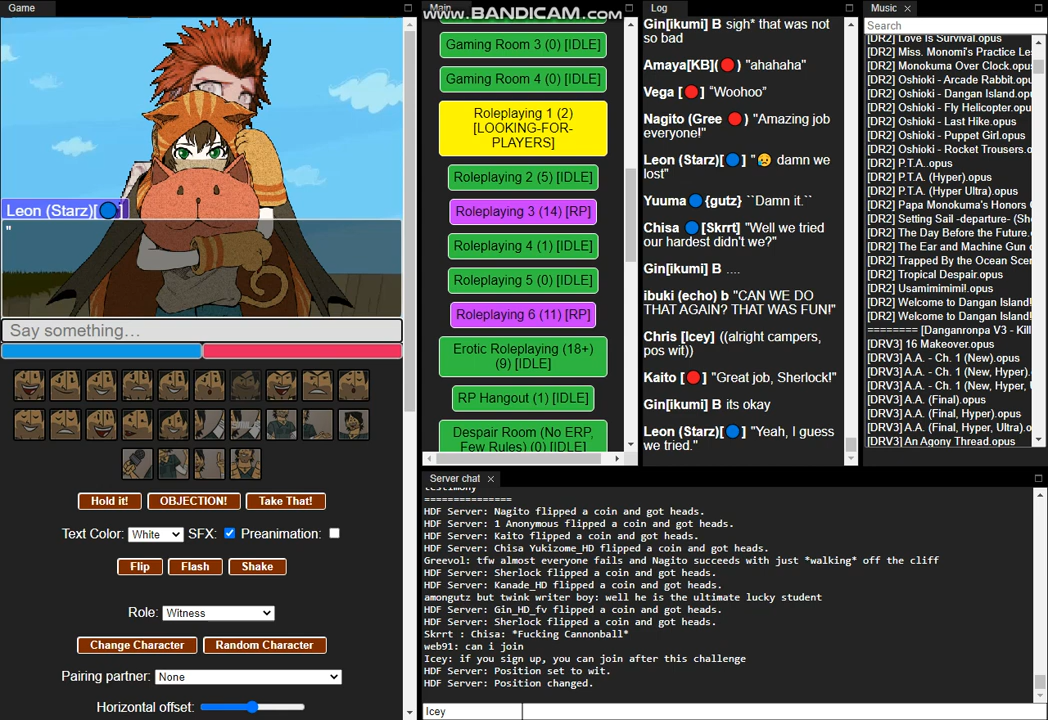 Game
Leon (Starz)[🔵]
"
Say something…
Hold it!
OBJECTION!
Take That!
Text Color: White SFX: Preanimation:
Flip
Flash
Shake
Role: Witness
Change Character
Random Character
Pairing partner: None
Horizontal offset:
Main
www.BANDICAM.com
Gaming Room 3 (0) [IDLE]
Gaming Room 4 (0) [IDLE]
Roleplaying 1 (2)
[LOOKING-FOR-
PLAYERS]
Roleplaying 2 (5) [IDLE]
Roleplaying 3 (14) [RP]
Roleplaying 4 (1) [IDLE]
Roleplaying 5 (0) [IDLE]
Roleplaying 6 (11) [RP]
Erotic Roleplaying (18+)
(9) [IDLE]
RP Hangout (1) [IDLE]
Despair Room (No ERP,
Few Rules) (0) [IDLE]
Log
Gin[ikumi] B sigh* that was not
so bad
Amaya[KB](🔴) "ahahaha"
Vega [🔴] “Woohoo”
Nagito (Gree 🔴) "Amazing job
everyone!"
Leon (Starz)[🔵] "😥 damn we
lost"
Yuuma🔵{gutz} ``Damn it.``
Chisa 🔵[Skrrt] "Well we tried
our hardest didn't we?"
Gin[ikumi] B ....
ibuki (echo) b "CAN WE DO
THAT AGAIN? THAT WAS FUN!"
Chris [Icey] ((alright campers,
pos wit))
Kaito [🔴] "Great job, Sherlock!"
Gin[ikumi] B its okay
Leon (Starz)[🔵] "Yeah, I guess
we tried."
Music
Search
[DR2] Love Is Survival.opus
[DR2] Miss. Monomi's Practice Les
[DR2] Monokuma Over Clock.opu
[DR2] Oshioki - Arcade Rabbit.opu
[DR2] Oshioki - Dangan Island.opu
[DR2] Oshioki - Fly Helicopter.opus
[DR2] Oshioki - Last Hike.opus
[DR2] Oshioki - Puppet Girl.opus
[DR2] Oshioki - Rocket Trousers.o
[DR2] P.T.A..opus
[DR2] P.T.A. (Hyper).opus
[DR2] P.T.A. (Hyper Ultra).opus
[DR2] Papa Monokuma's Honors C
[DR2] Setting Sail -departure- (Sho
[DR2] The Day Before the Future.o
[DR2] The Ear and Machine Gun o
[DR2] Trapped By the Ocean Scen
[DR2] Tropical Despair.opus
[DR2] Usamimimimi!.opus
[DR2] Welcome to Dangan Island!
[DR2] Welcome to Dangan Island!
======== [Danganronpa V3 - Kill
[DRV3] 16 Makeover.opus
[DRV3] A.A. - Ch. 1 (New).opus
[DRV3] A.A. - Ch. 1 (New, Hyper).o
[DRV3] A.A. - Ch. 1 (New, Hyper, U
[DRV3] A.A. (Final).opus
[DRV3] A.A. (Final, Hyper).opus
[DRV3] A.A. (Final, Hyper, Ultra).o
[DRV3] An Agony Thread.opus
Server chat
testimony
===============
HDF Server: Nagito flipped a coin and got heads.
HDF Server: 1 Anonymous flipped a coin and got heads.
HDF Server: Kaito flipped a coin and got heads.
HDF Server: Chisa Yukizome_HD flipped a coin and got heads.
Greevol: tfw almost everyone fails and Nagito succeeds with just *walking* off the cliff
HDF Server: Sherlock flipped a coin and got heads.
HDF Server: Kanade_HD flipped a coin and got heads.
amongutz but twink writer boy: well he is the ultimate lucky student
HDF Server: Gin_HD_fv flipped a coin and got heads.
HDF Server: Sherlock flipped a coin and got heads.
Skrrt : Chisa: *Fucking Cannonball*
web91: can i join
Icey: if you sign up, you can join after this challenge
HDF Server: Position set to wit.
HDF Server: Position changed.
Icey